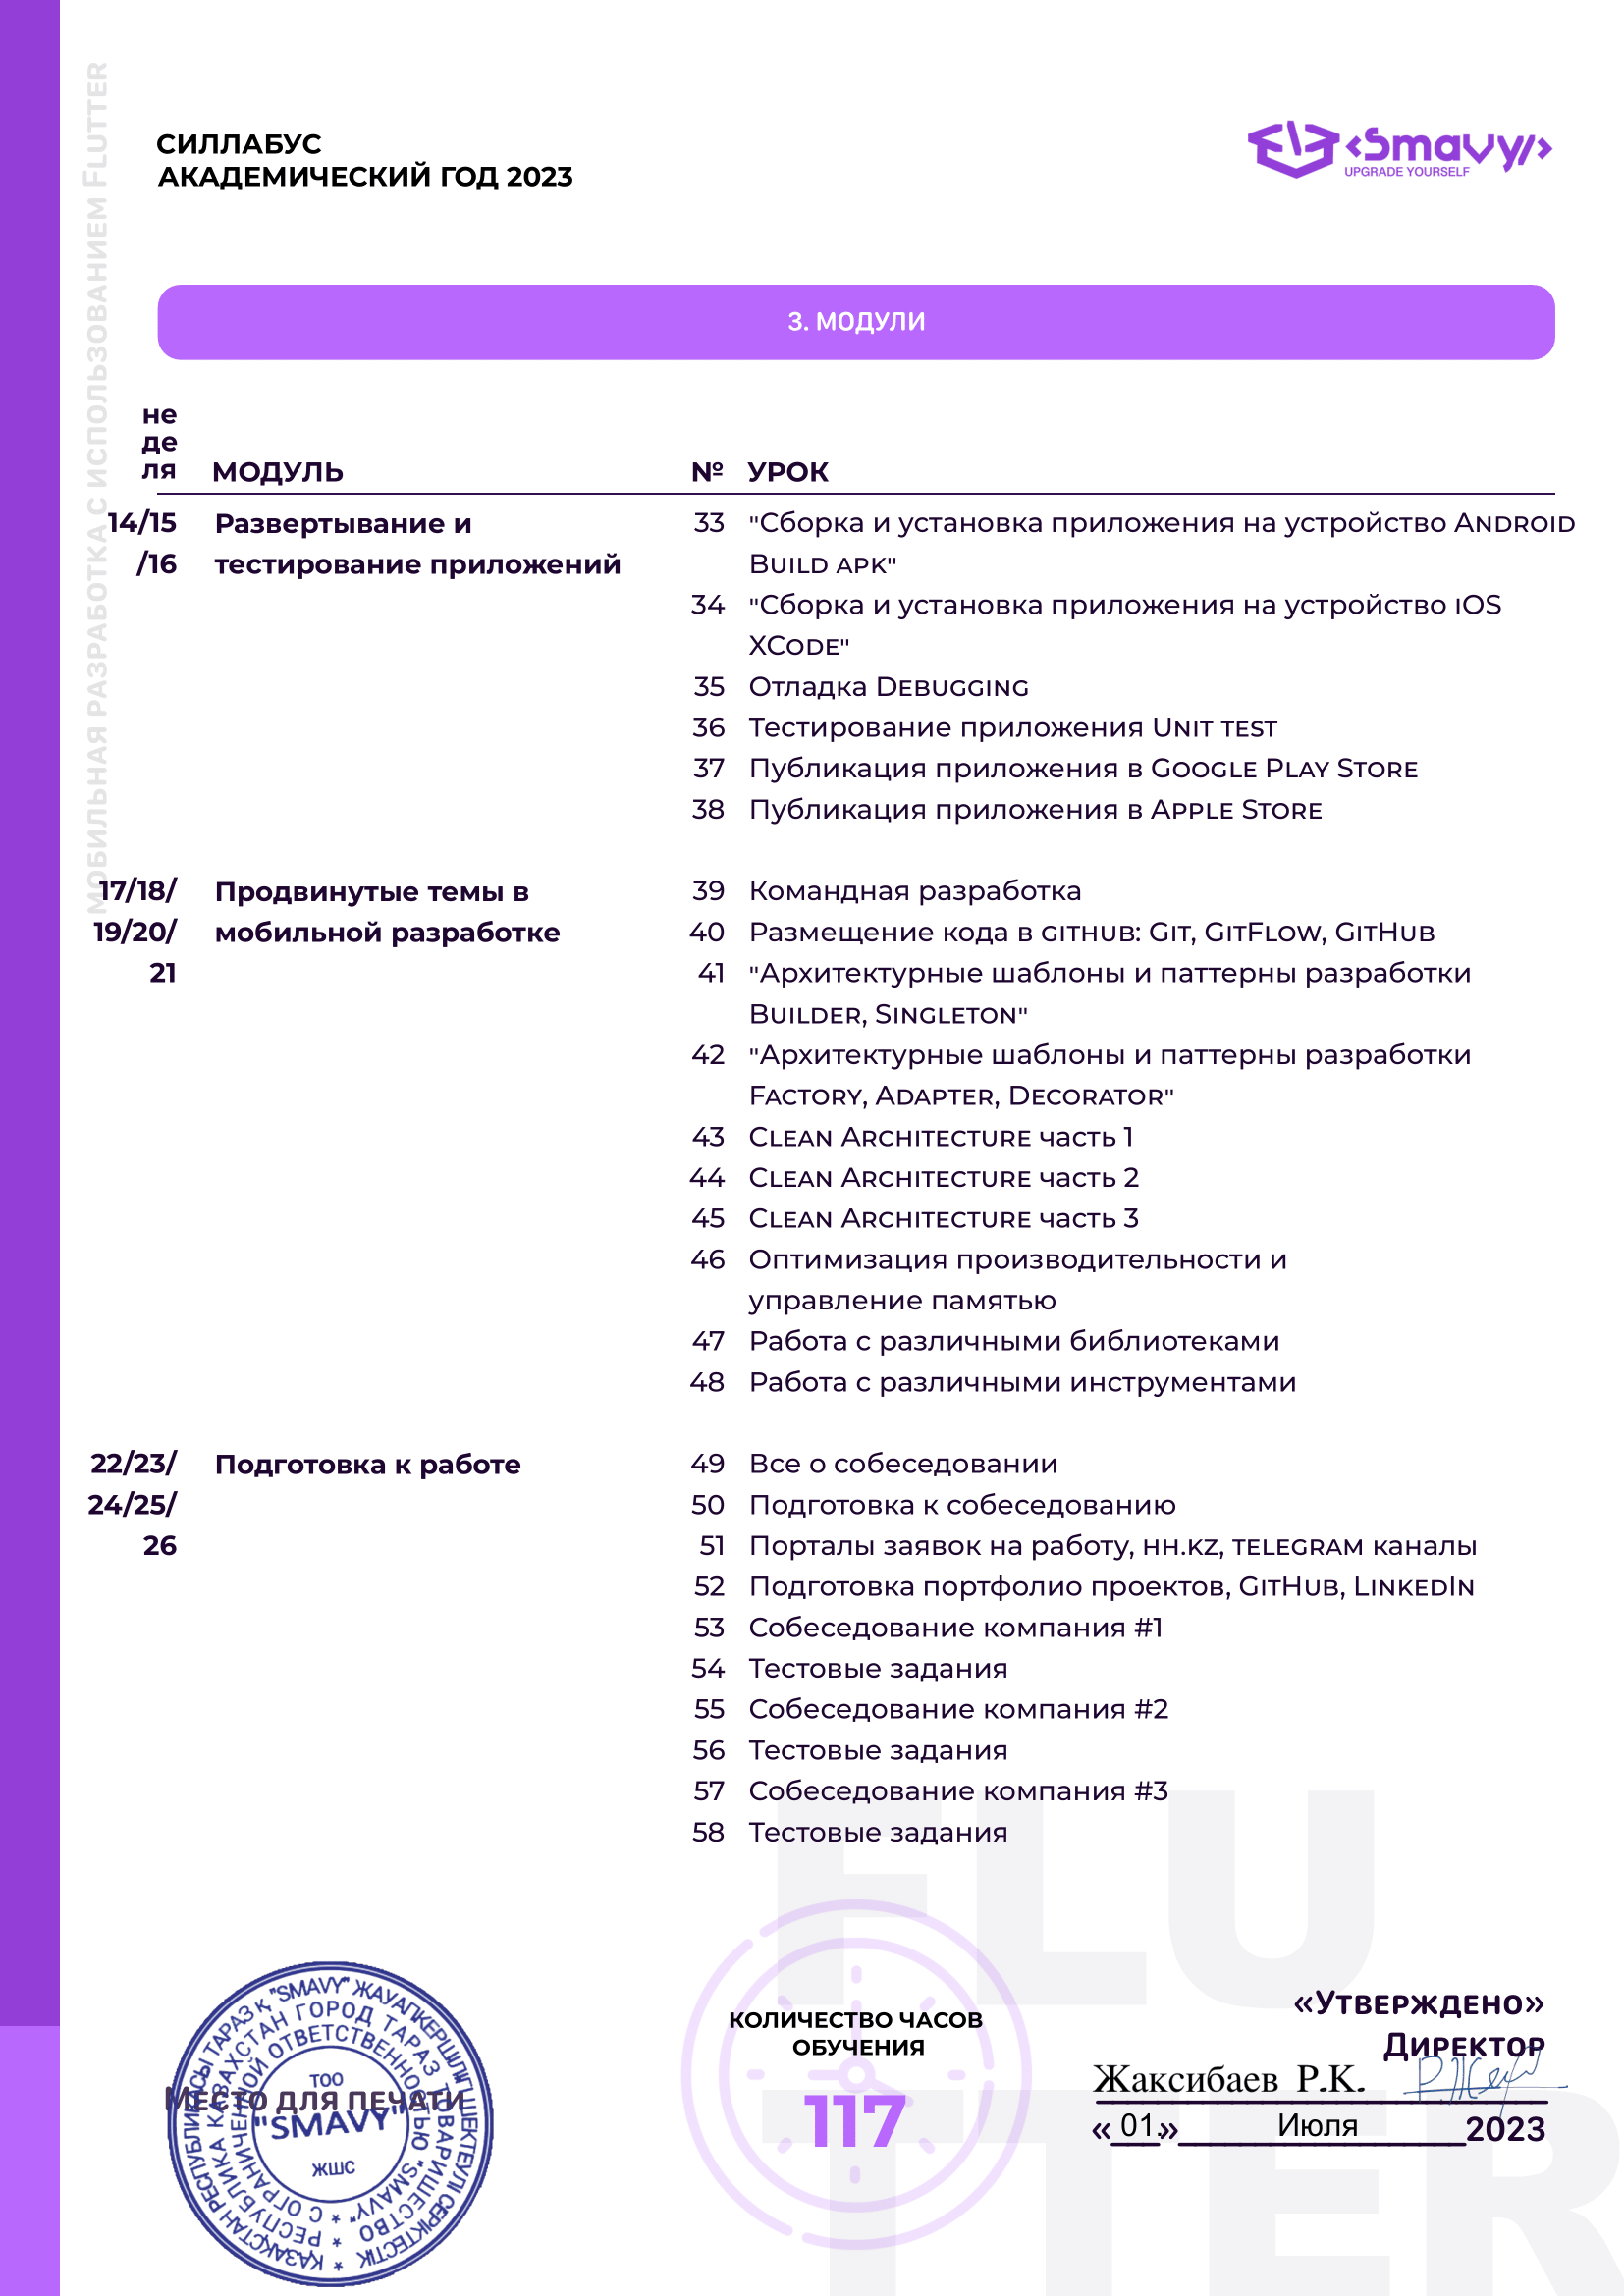 МОБИЛЬНАЯ РАЗРАБОТКА С ИСПОЛЬЗОВАНИЕМ FLUTTER
СИЛЛАБУС
АКАДЕМИЧЕСКИЙ ГОД 2023
<Smavy/>
UPGRADE YOURSELF
3. МОДУЛИ
не
де
ля
МОДУЛЬ
№ УРОК
14/15 Развертывание и 33 "Сборка и установка приложения на устройство Android
/16 тестирование приложений Build apk"
34 "Сборка и установка приложения на устройство iOS
XCode"
35 Отладка Debugging
36 Тестирование приложения Unit test
37 Публикация приложения в Google Play Store
38 Публикация приложения в Apple Store
17/18/ Продвинутые темы в 39 Командная разработка
19/20/ мобильной разработке 40 Размещение кода в github: Git, GitFlow, GitHub
21 41 "Архитектурные шаблоны и паттерны разработки
Builder, Singleton"
42 "Архитектурные шаблоны и паттерны разработки
Factory, Adapter, Decorator"
43 Clean Architecture часть 1
44 Clean Architecture часть 2
45 Clean Architecture часть 3
46 Оптимизация производительности и
управление памятью
47 Работа с различными библиотеками
48 Работа с различными инструментами
22/23/ Подготовка к работе 49 Все о собеседовании
24/25/ 50 Подготовка к собеседованию
26 51 Порталы заявок на работу, hh.kz, telegram каналы
52 Подготовка портфолио проектов, GitHub, LinkedIn
53 Собеседование компания #1
54 Тестовые задания
55 Собеседование компания #2
56 Тестовые задания
57 Собеседование компания #3
58 Тестовые задания
FLU
TTER
ҚАЗАҚСТАН РЕСПУБЛИКАСЫ ТАРАЗ Қ. "SMAVY" ЖАУАПКЕРШІЛІГІ ШЕКТЕУЛІ СЕРІКТЕСТІК *
РЕСПУБЛИКА КАЗАХСТАН ГОРОД ТАРАЗ ТОВАРИЩЕСТВО *
С ОГРАНИЧЕННОЙ ОТВЕТСТВЕННОСТЬЮ "SMAVY" *
ТОО
Место для печати
"SMAVY"
ЖШС
КОЛИЧЕСТВО ЧАСОВ
ОБУЧЕНИЯ
117
«Утверждено»
Директор
Жаксибаев Р.К.
« 01. » Июля 2023